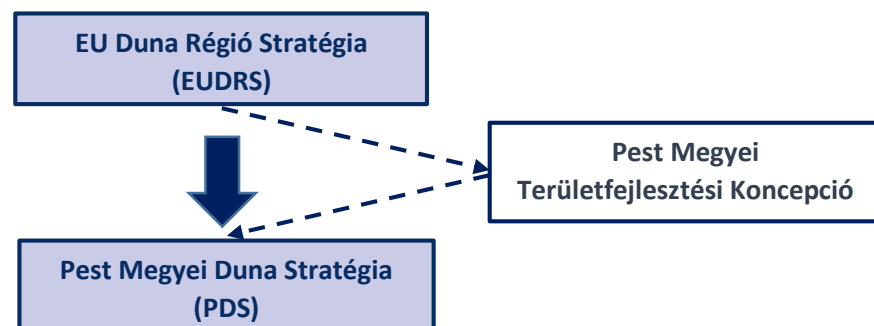 EU Duna Régió Stratégia
(EUDRS)
Pest Megyei
Területfejlesztési Koncepció
Pest Megyei Duna Stratégia
(PDS)